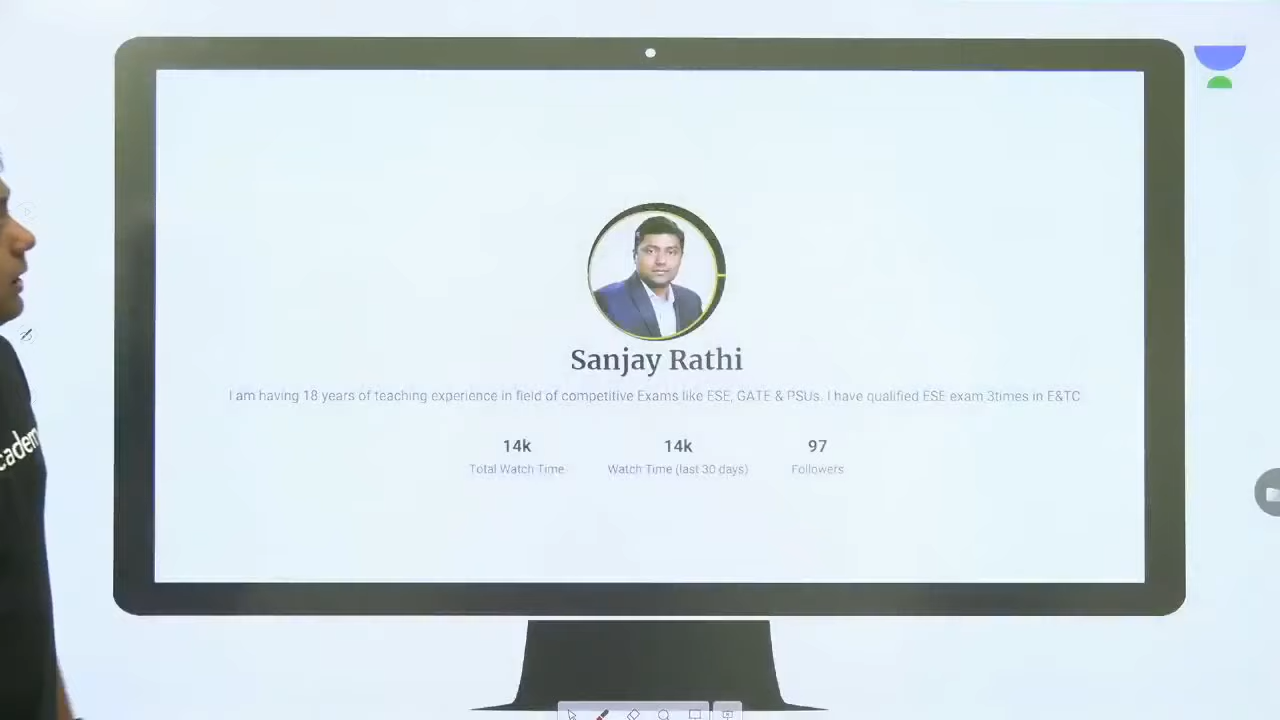 Sanjay Rathi
I am having 18 years of teaching experience in field of competitive Exams like ESE, GATE & PSUs. I have qualified ESE exam 3times in E&TC
14k 14k 97
Total Watch Time Watch Time (last 30 days) Followers
cadem